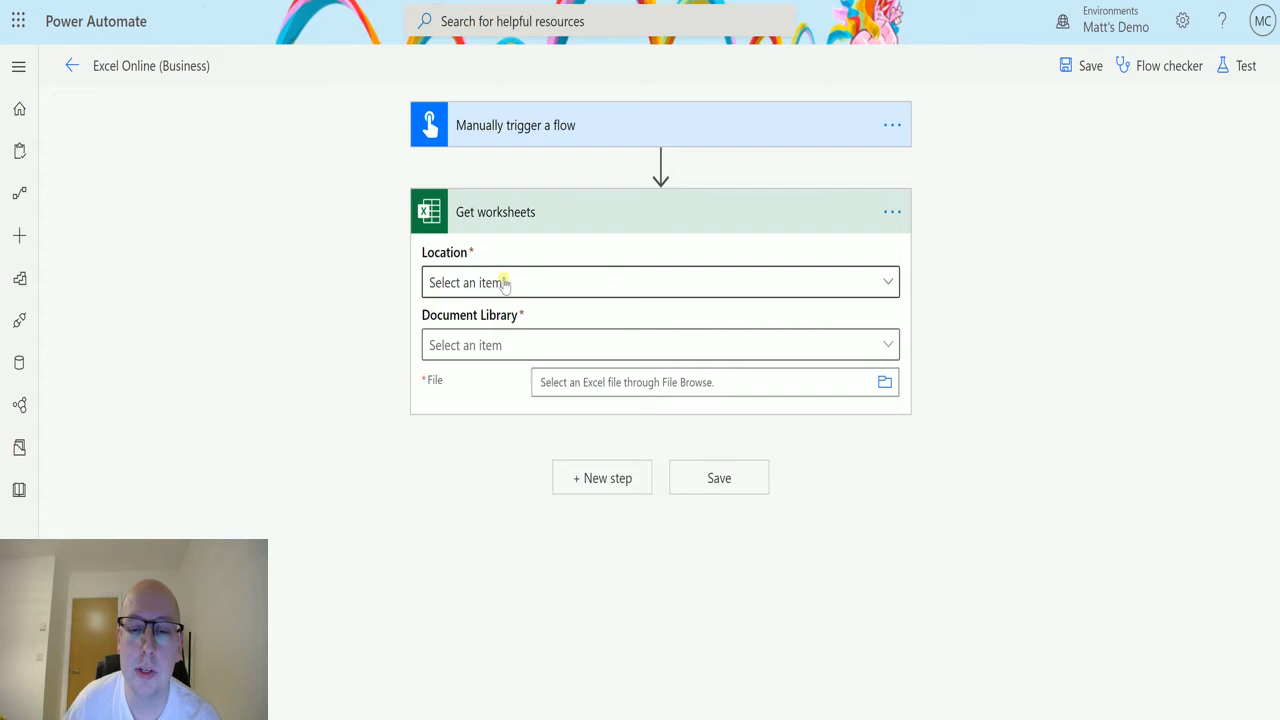 Power Automate
Search for helpful resources
Environments
Matt's Demo
MC
Excel Online (Business)
Save
Flow checker
Test
Manually trigger a flow
Get worksheets
Location *
Select an item
Document Library *
Select an item
* File
Select an Excel file through File Browse.
+ New step
Save